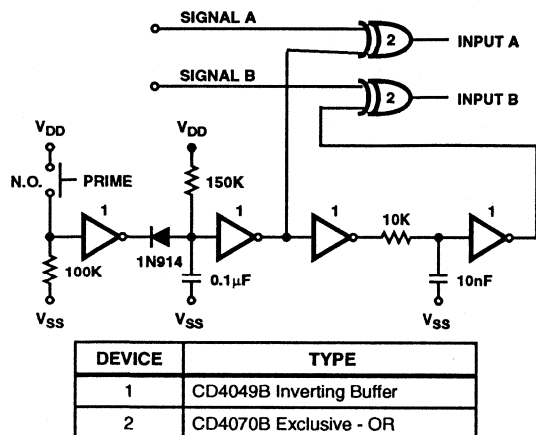 SIGNAL A
2
INPUT A
SIGNAL B
2
INPUT B
VDD
VDD
N.O.
PRIME
150K
1
1
1
10K
1
100K
1N914
0.1µF
10nF
VSS
VSS
VSS
DEVICE TYPE
1 CD4049B Inverting Buffer
2 CD4070B Exclusive - OR